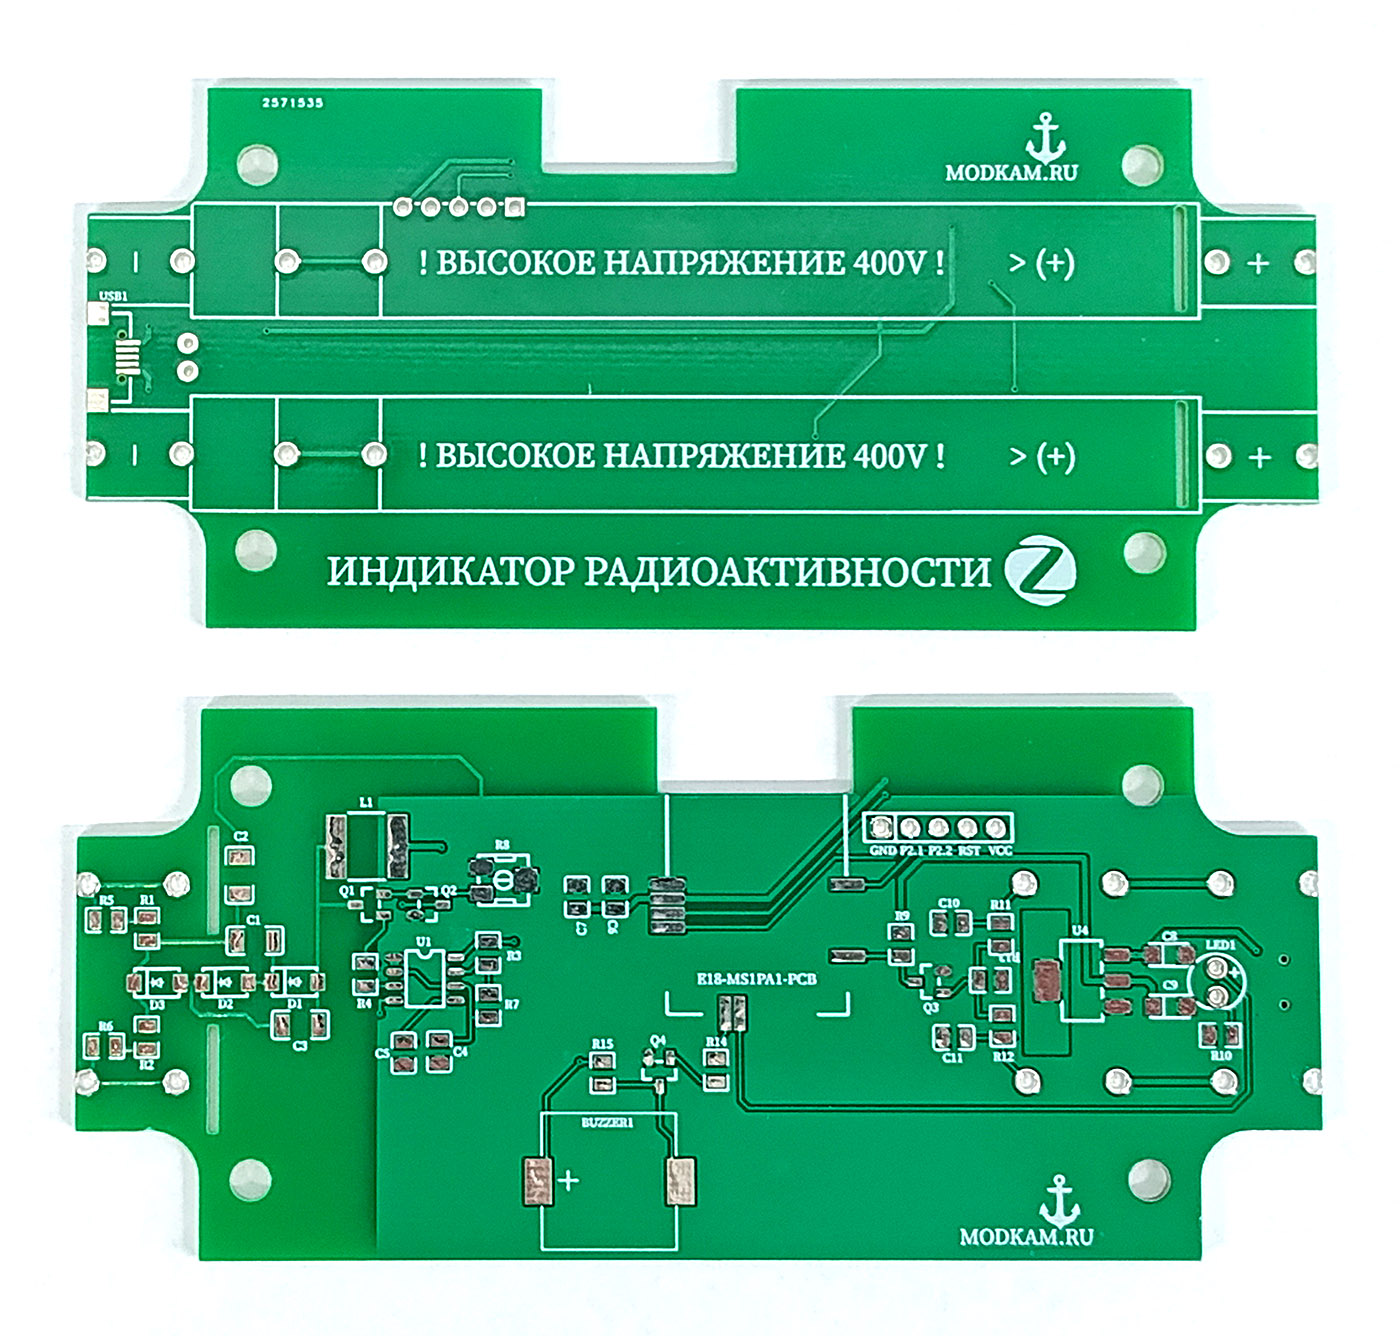 2571535
MODKAM.RU
! ВЫСОКОЕ НАПРЯЖЕНИЕ 400V ! > (+)
− +
USB1
! ВЫСОКОЕ НАПРЯЖЕНИЕ 400V ! > (+)
− +
ИНДИКАТОР РАДИОАКТИВНОСТИ Z
L1
C2
R8
GND P2.1 P2.2 RST VCC
Q1 Q2
R5 R1
C1
U1
R3
R9
C10
R11
U4
C8
LED1
D3 D2 D1
R4
R7
E18-MS1PA1-PCB
Q3
C9
R6
R2
C3
C5 C4
R15
Q4
R14
C11
R12
R10
BUZZER1
+
MODKAM.RU